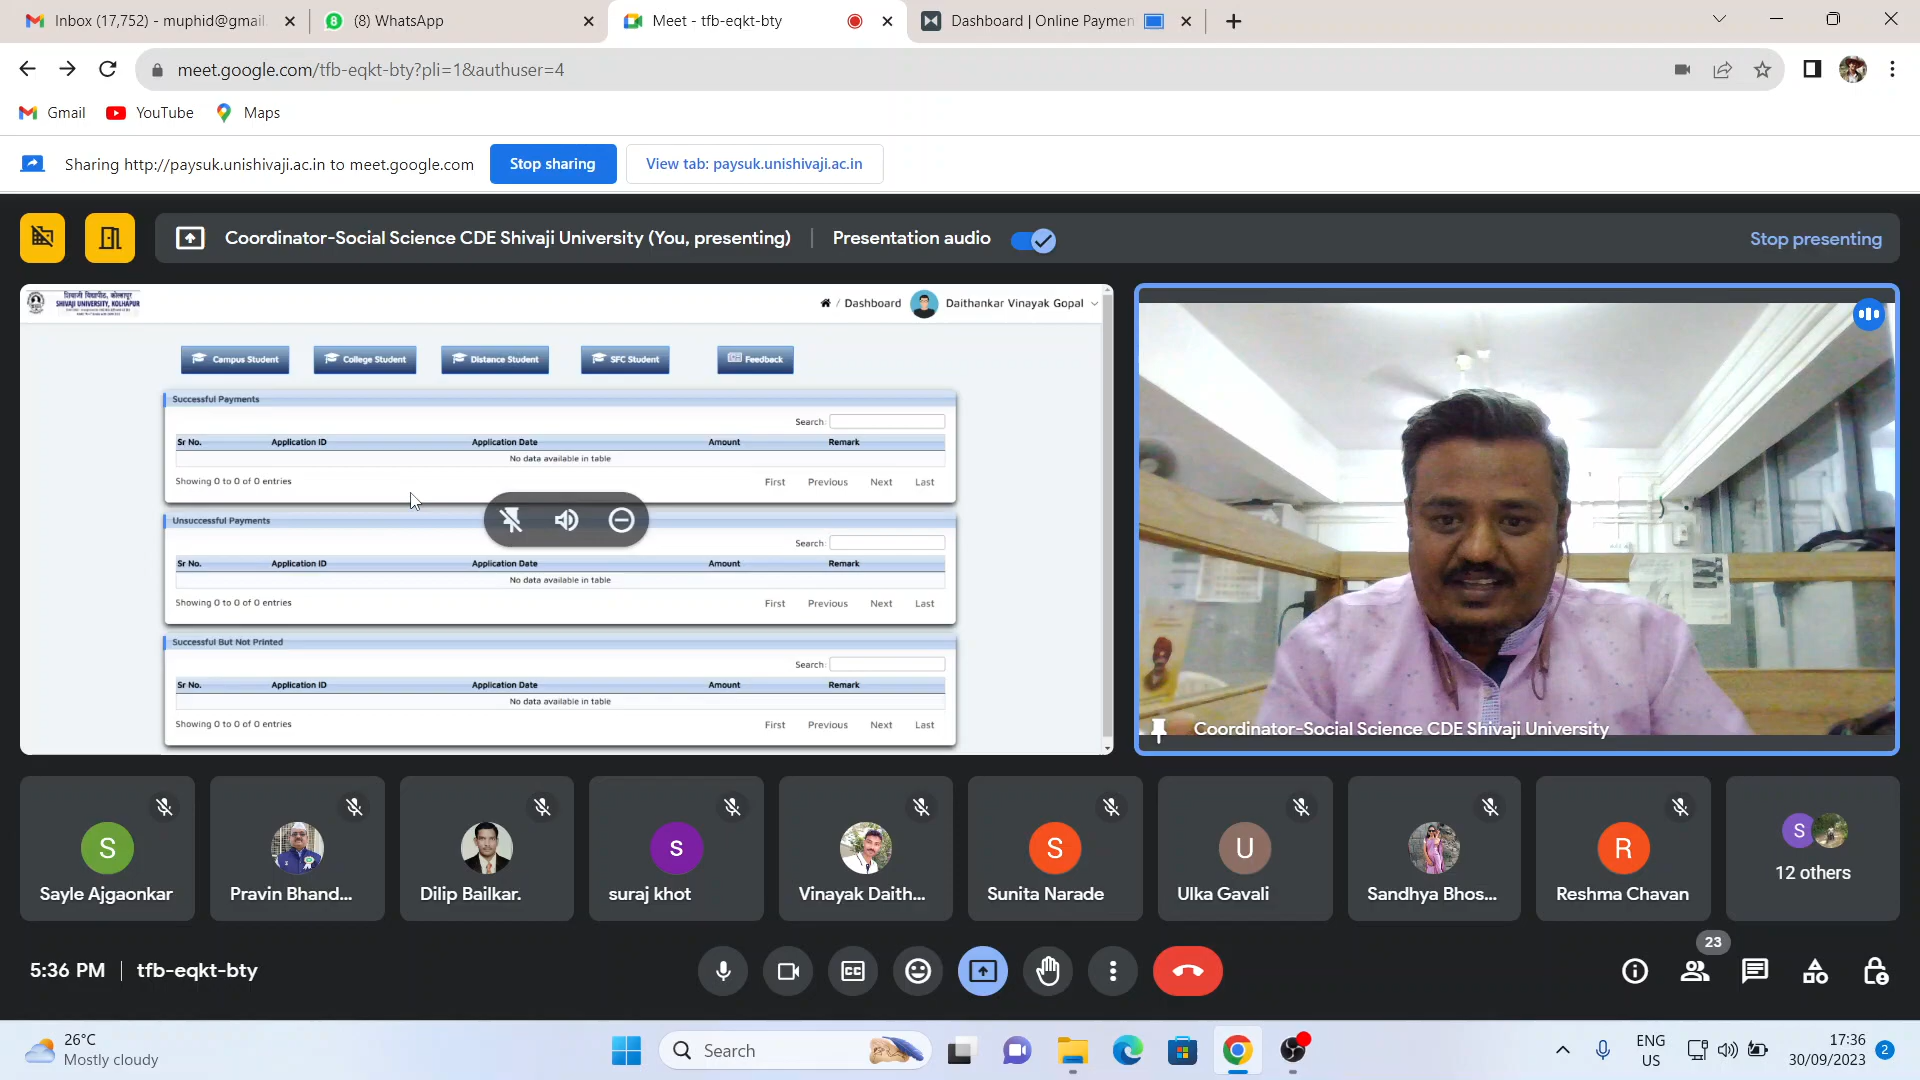 Inbox (17,752) - muphid@gmail.
(8) WhatsApp
Meet - tfb-eqkt-bty
Dashboard | Online Paymen
meet.google.com/tfb-eqkt-bty?pli=1&authuser=4
Gmail
YouTube
Maps
Sharing http://paysuk.unishivaji.ac.in to meet.google.com
Stop sharing
View tab: paysuk.unishivaji.ac.in
Coordinator-Social Science CDE Shivaji University (You, presenting)
Presentation audio
Stop presenting
शिवाजी विद्यापीठ, कोल्हापूर
SHIVAJI UNIVERSITY, KOLHAPUR
/ Dashboard
Daithankar Vinayak Gopal
Campus Student
College Student
Distance Student
SFC Student
Feedback
Successful Payments
Search:
Sr No. Application ID Application Date Amount Remark
No data available in table
Showing 0 to 0 of 0 entries
First Previous Next Last
Unsuccessful Payments
Search:
Sr No. Application ID Application Date Amount Remark
No data available in table
Showing 0 to 0 of 0 entries
First Previous Next Last
Successful But Not Printed
Search:
Sr No. Application ID Application Date Amount Remark
No data available in table
Showing 0 to 0 of 0 entries
First Previous Next Last
Coordinator-Social Science CDE Shivaji University
S
Sayle Ajgaonkar
Pravin Bhand...
Dilip Bailkar.
s
suraj khot
Vinayak Daith...
S
Sunita Narade
U
Ulka Gavali
Sandhya Bhos...
R
Reshma Chavan
S
12 others
5:36 PM
tfb-eqkt-bty
CC
23
26°C
Mostly cloudy
Search
ENG
US
17:36
30/09/2023
2